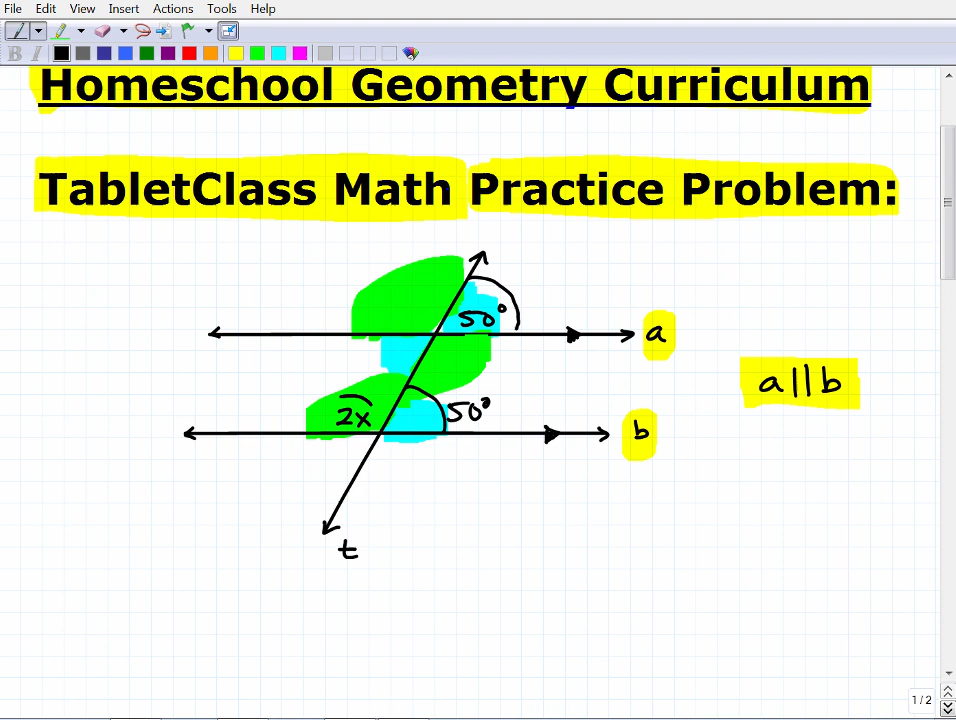 File Edit View Insert Actions Tools Help
B I
Homeschool Geometry Curriculum
TabletClass Math Practice Problem:
50°
a
a||b
2x 50°
b
t
1 / 2